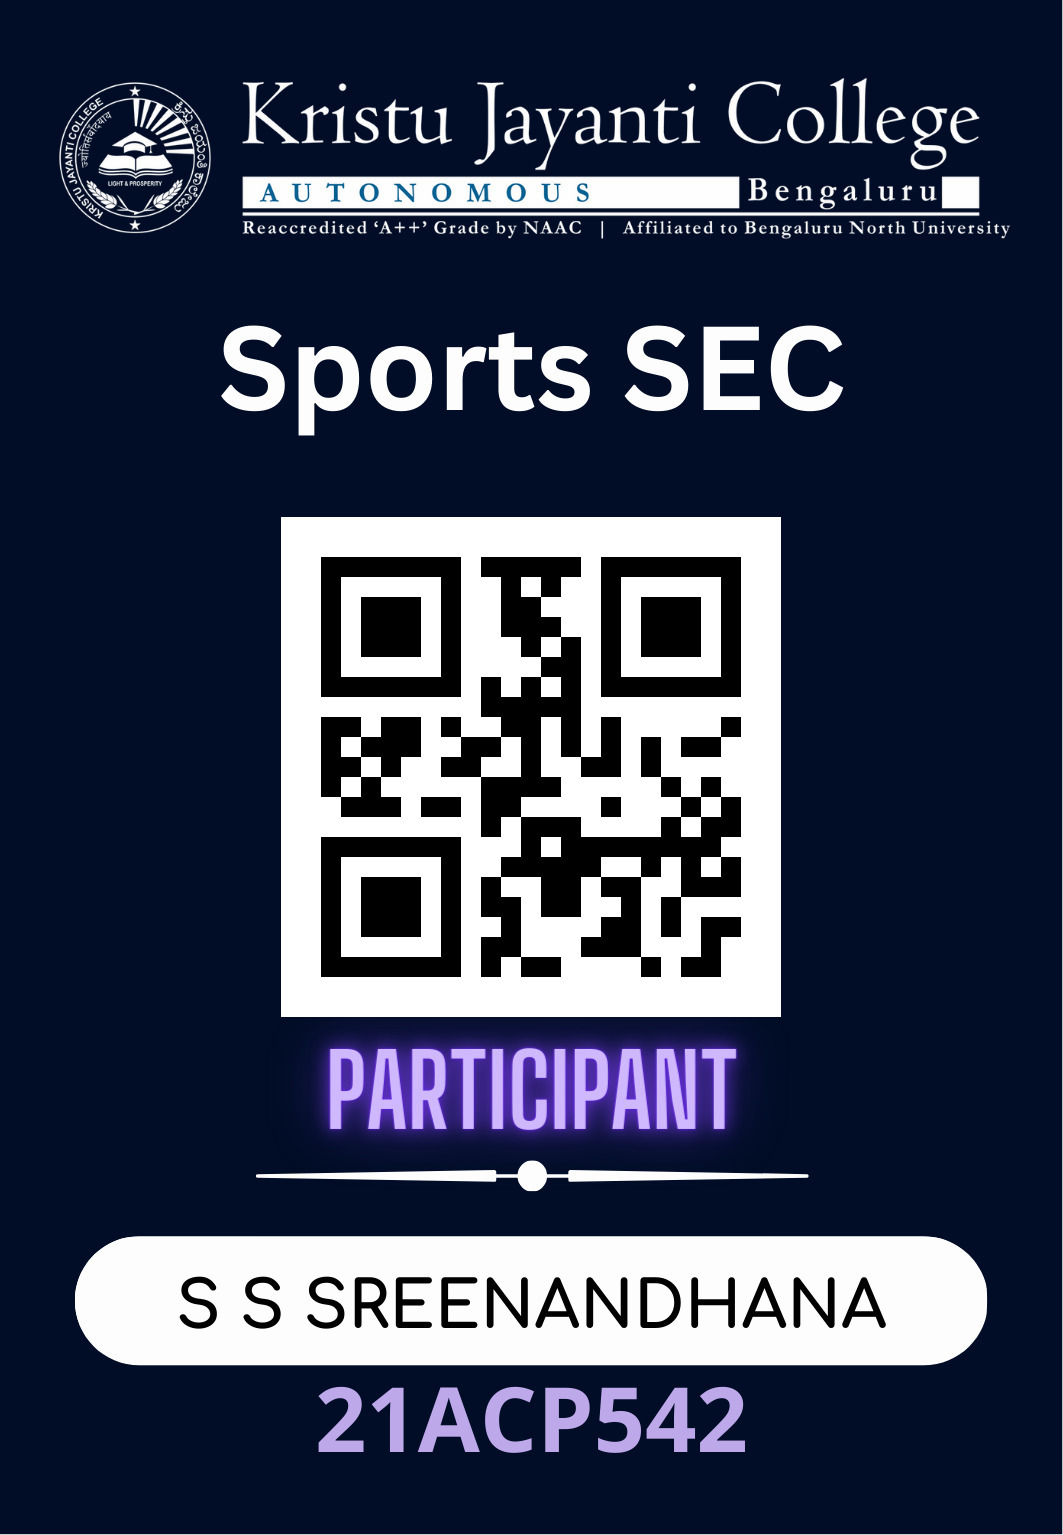 KRISTU JAYANTI COLLEGE
ज्योतिसंवादयाय
LIGHT & PROSPERITY
Kristu Jayanti College
AUTONOMOUS Bengaluru
Reaccredited ‘A++’ Grade by NAAC | Affiliated to Bengaluru North University
Sports SEC
PARTICIPANT
S S SREENANDHANA
21ACP542